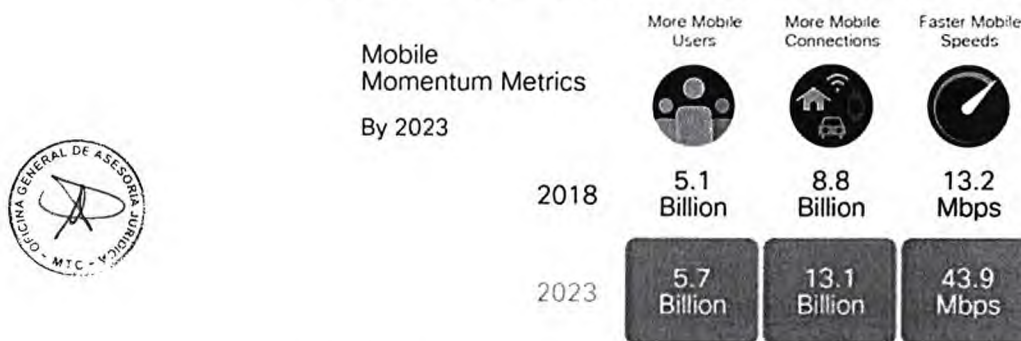 More Mobile
Users
More Mobile
Connections
Faster Mobile
Speeds
Mobile
Momentum Metrics
By 2023
2018
5.1
Billion
8.8
Billion
13.2
Mbps
2023
5.7
Billion
13.1
Billion
43.9
Mbps
OFICINA GENERAL DE ASESORIA JURIDICA
MTC